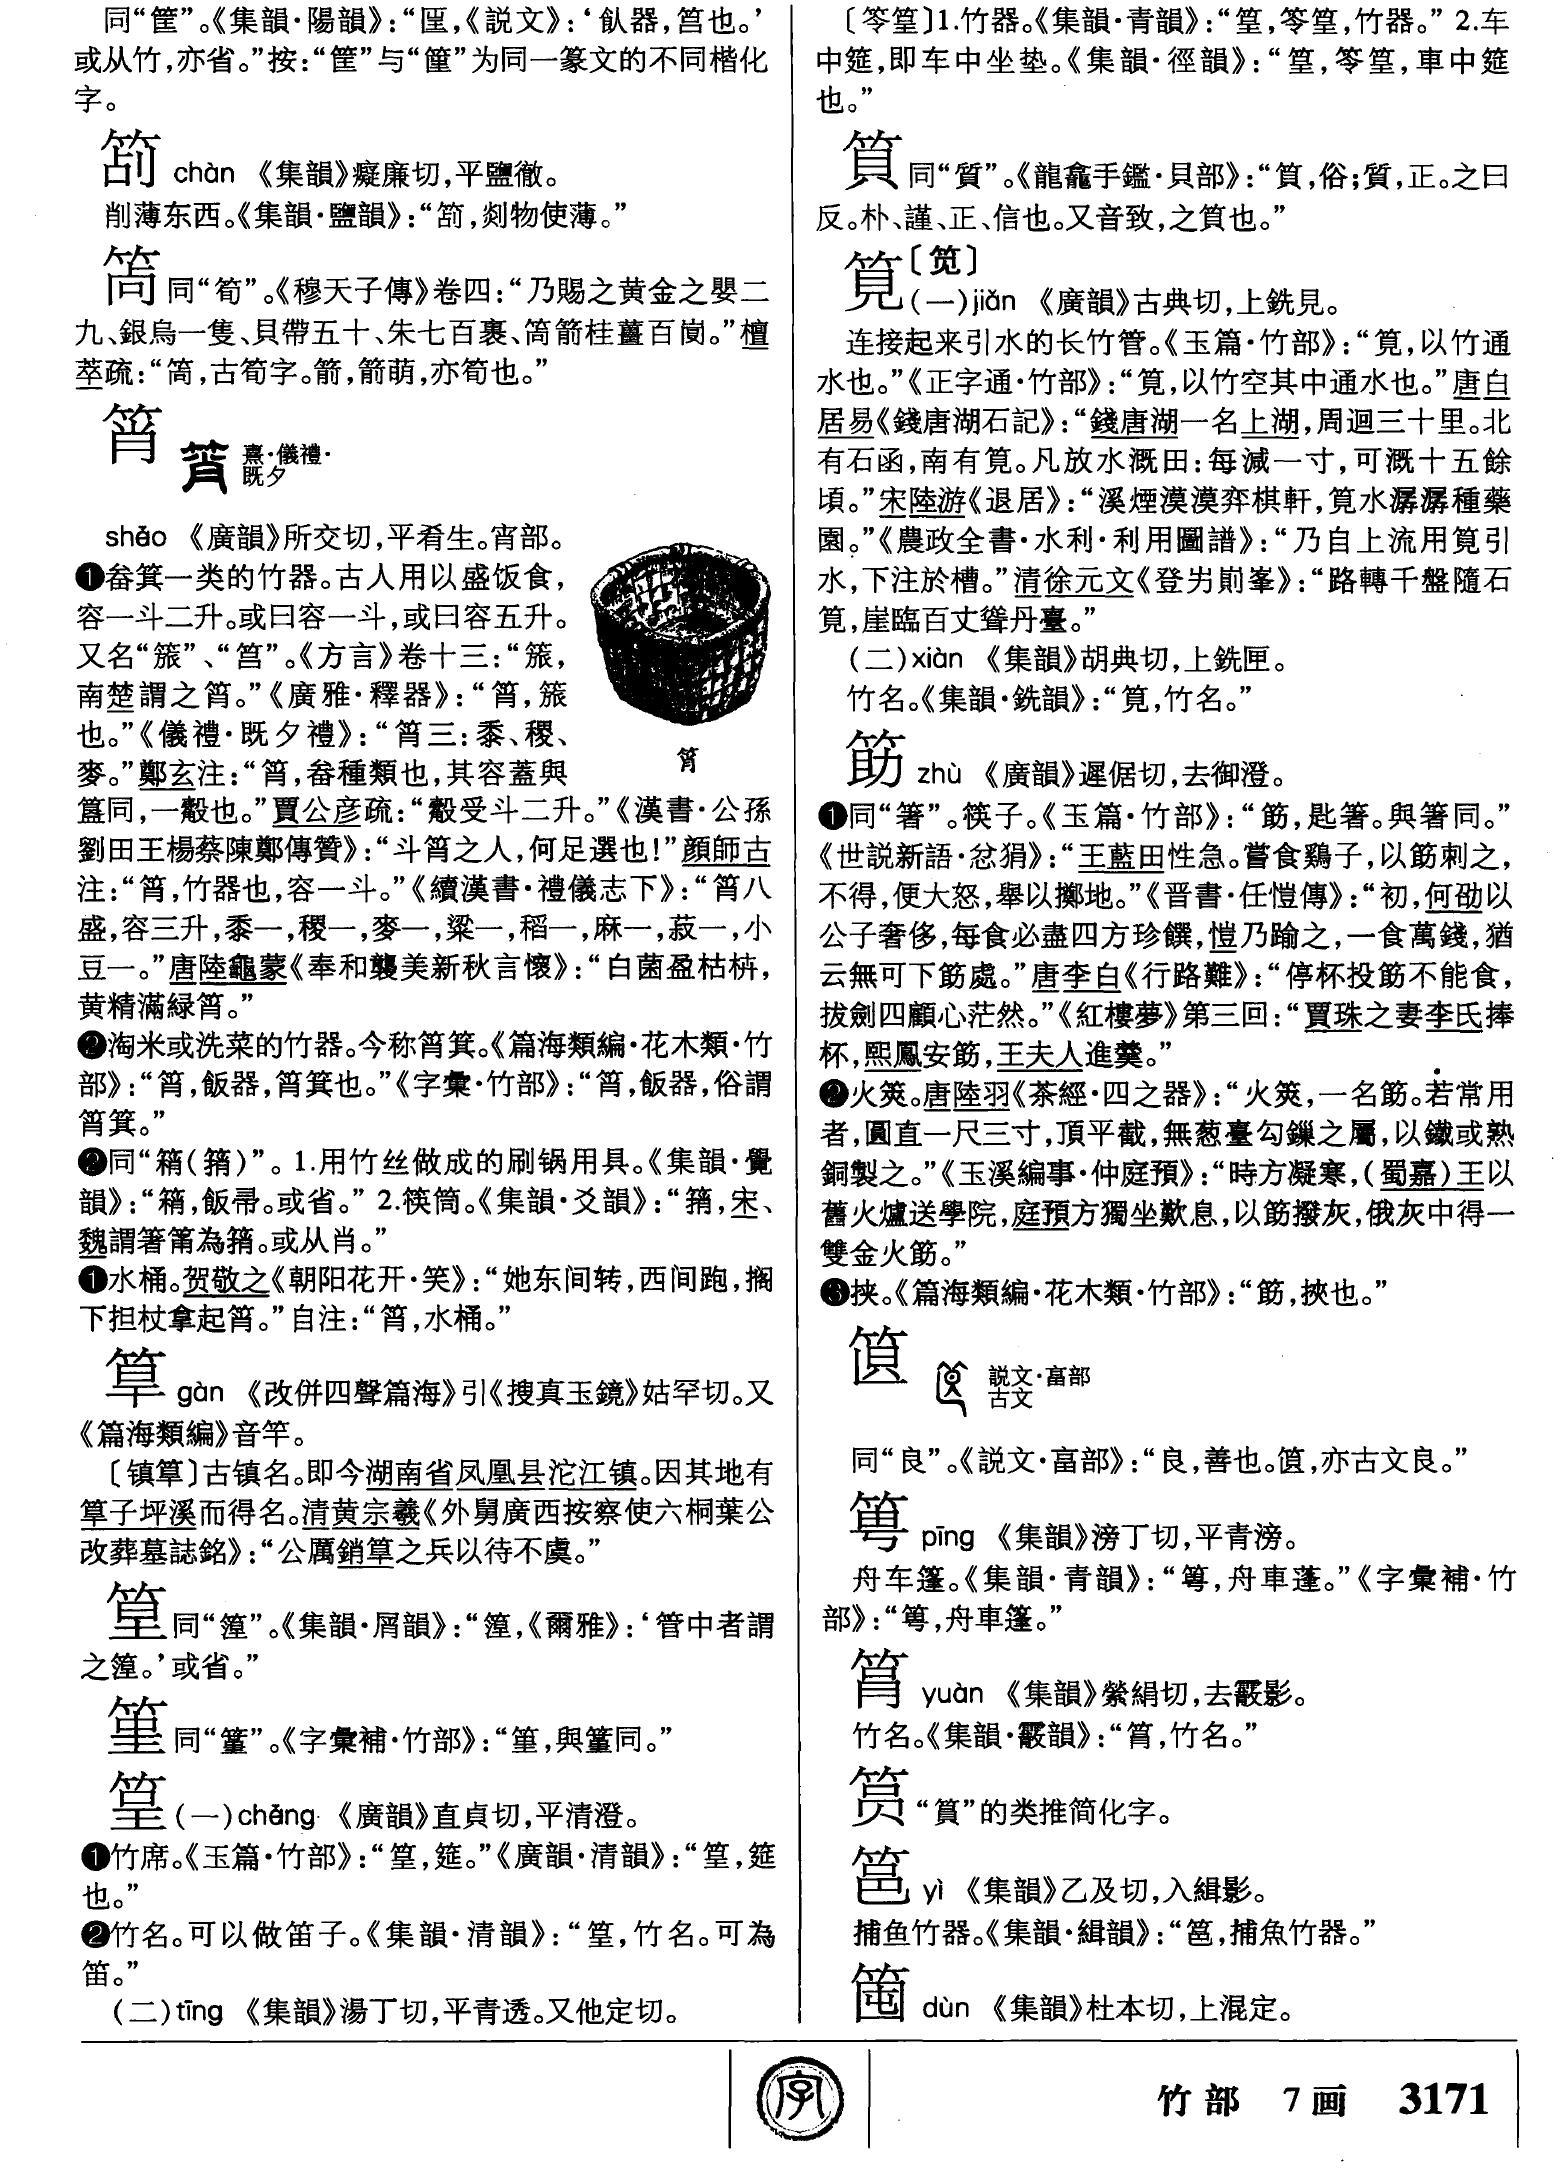 同“筐”。《集韻·陽韻》：“匡，《説文》：‘飤器，筥也。’
或从竹，亦省。”按：“筐”与“篂”为同一篆文的不同楷化
字。
chàn 《集韻》癡廉切，平鹽徹。
削薄东西。《集韻·鹽韻》：“㓠，剡物使薄。”
筩同“筍”。《穆天子傳》卷四：“乃賜之黄金之嬰二
九、銀烏一隻、貝帶五十、朱七百裹、箭桂薑百崮。”檀
萃疏：“古筍字。箭，箭萌，亦筍也。”
筲
熹·儀禮·
既夕
shāo 《廣韻》所交切，平肴生。宵部。
❶畚箕一类的竹器。古人用以盛饭食，
容一斗二升。或曰容一斗，或曰容五升。
又名“籅”、“筥”。《方言》卷十三：“籅，
南楚謂之筲。”《廣雅·釋器》：“筲，籅
也。”《儀禮·既夕禮》：“筲三：黍、稷、
麥。”鄭玄注：“筲，畚種類也，其容蓋與
筲
簋同，一觳也。”賈公彦疏：“觳受斗二升。”《漢書·公孫
劉田王楊蔡陳鄭傳贊》：“斗筲之人，何足選也！”顔師古
注：“筲，竹器也，容一斗。”《續漢書·禮儀志下》：“筲八
盛，容三升，黍一，稷一，麥一，粱一，稻一，麻一，菽一，小
豆一。”唐陸龜蒙《奉和襲美新秋言懷》：“白菌盈枯枿，
黄精滿緑筲。”
❷淘米或洗菜的竹器。今称筲箕。《篇海類編·花木類·竹
部》：“筲，飯器，筲箕也。”《字彙·竹部》：“筲，飯器，俗謂
筲箕。”
❷同“䈰（䈾）”。1.用竹丝做成的刷锅用具。《集韻·覺
韻》：“䈰，飯帚。或省。”2.筷筒。《集韻·爻韻》：“䈾，宋、
魏謂箸筩為䈾。或从肖。”
❶水桶。贺敬之《朝阳花开·笑》：“她东间转，西间跑，搁
下担杖拿起筲。”自注：“筲，水桶。”
筸 gàn 《改併四聲篇海》引《搜真玉鏡》姑罕切。又
《篇海類編》音竿。
〔镇筸〕古镇名。即今湖南省凤凰县沱江镇。因其地有
筸子坪溪而得名。清黄宗羲《外舅廣西按察使六桐葉公
改葬墓誌銘》：“公厲銷筸之兵以待不虞。”
同“篞”。《集韻·屑韻》：“篞，《爾雅》：‘管中者謂
之篞。’或省。”
同“簅”。《字彙補·竹部》：“與簅同。”
筳（一）chéng 《廣韻》直貞切，平清澄。
❶竹席。《玉篇·竹部》：“筵。”《廣韻·清韻》：“筵
也。”
❷竹名。可以做笛子。《集韻·清韻》：“竹名。可為
笛。”
（二）tīng 《集韻》湯丁切，平青透。又他定切。
〔笭〕1.竹器。《集韻·青韻》：“笭，竹器。”2.车
中筵，即车中坐垫。《集韻·徑韻》：“笭，車中筵
也。”
筫同“質”。《龍龕手鑑·貝部》：“筫，俗；質，正。之日
反。朴、謹、正、信也。又音致，之筫也。”
筧〔笕〕
（一）jiǎn 《廣韻》古典切，上銑見。
连接起来引水的长竹管。《玉篇·竹部》：“筧，以竹通
水也。”《正字通·竹部》：“筧，以竹空其中通水也。”唐白
居易《錢唐湖石記》：“錢唐湖一名上湖，周迴三十里。北
有石函，南有筧。凡放水溉田：每減一寸，可溉十五餘
頃。”宋陸游《退居》：“溪煙漠漠弈棋軒，筧水潺潺種藥
園。”《農政全書·水利·利用圖譜》：“乃自上流用筧引
水，下注於槽。”清徐元文《登屴崱峯》：“路轉千盤隨石
筧，崖臨百丈聳丹臺。”
（二）xiàn 《集韻》胡典切，上銑匣。
竹名。《集韻·銑韻》：“筧，竹名。”
筯 zhù 《廣韻》遲倨切，去御澄。
❶同“箸”。筷子。《玉篇·竹部》：“筯，匙箸。與箸同。”
《世説新語·忿狷》：“王藍田性急。嘗食鷄子，以筯刺之，
不得，便大怒，舉以擲地。”《晋書·任愷傳》：“初，何劭以
公子奢侈，每食必盡四方珍饌，愷乃踰之，一食萬錢，猶
云無可下筯處。”唐李白《行路難》：“停杯投筯不能食，
拔劍四顧心茫然。”《紅樓夢》第三回：“賈珠之妻李氏捧
杯，熙鳳安筯，王夫人進羹。”
❷火筴。唐陸羽《茶經·四之器》：“火筴，一名筯。若常用
者，圓直一尺三寸，頂平截，無葱臺勾鏁之屬，以鐵或熟
銅製之。”《玉溪編事·仲庭預》：“時方凝寒，（蜀嘉）王以
舊火爐送學院，庭預方獨坐歎息，以筯撥灰，俄灰中得一
雙金火筯。”
❸挟。《篇海類編·花木類·竹部》：“筯，挾也。”
説文·畗部
古文
同“良”。《説文·畗部》：“良，善也。亦古文良。”
pīng 《集韻》滂丁切，平青滂。
舟车篷。《集韻·青韻》：“舟車蓬。”《字彙補·竹
部》：“舟車篷。”
yuàn 《集韻》縈絹切，去霰影。
竹名。《集韻·霰韻》：“竹名。”
“篔”的类推简化字。
yì 《集韻》乙及切，入緝影。
捕鱼竹器。《集韻·緝韻》：“捕魚竹器。”
dùn 《集韻》杜本切，上混定。
字
竹部 7画 3171